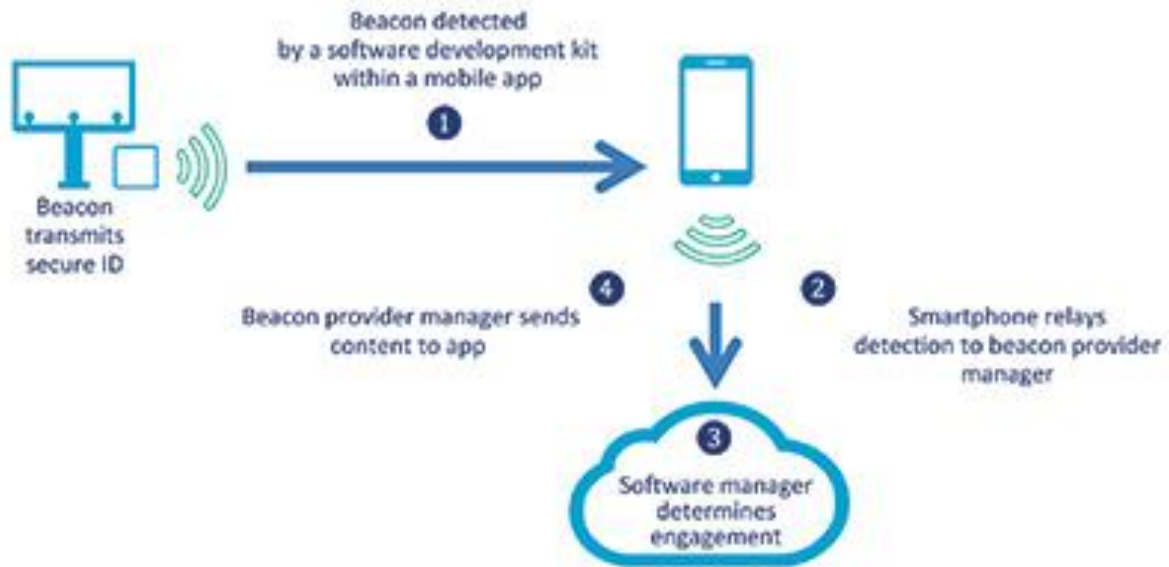 Beacon detected
by a software development kit
within a mobile app
1
Beacon
transmits
secure ID
4
Beacon provider manager sends
content to app
2
Smartphone relays
detection to beacon provider
manager
3
Software manager
determines
engagement